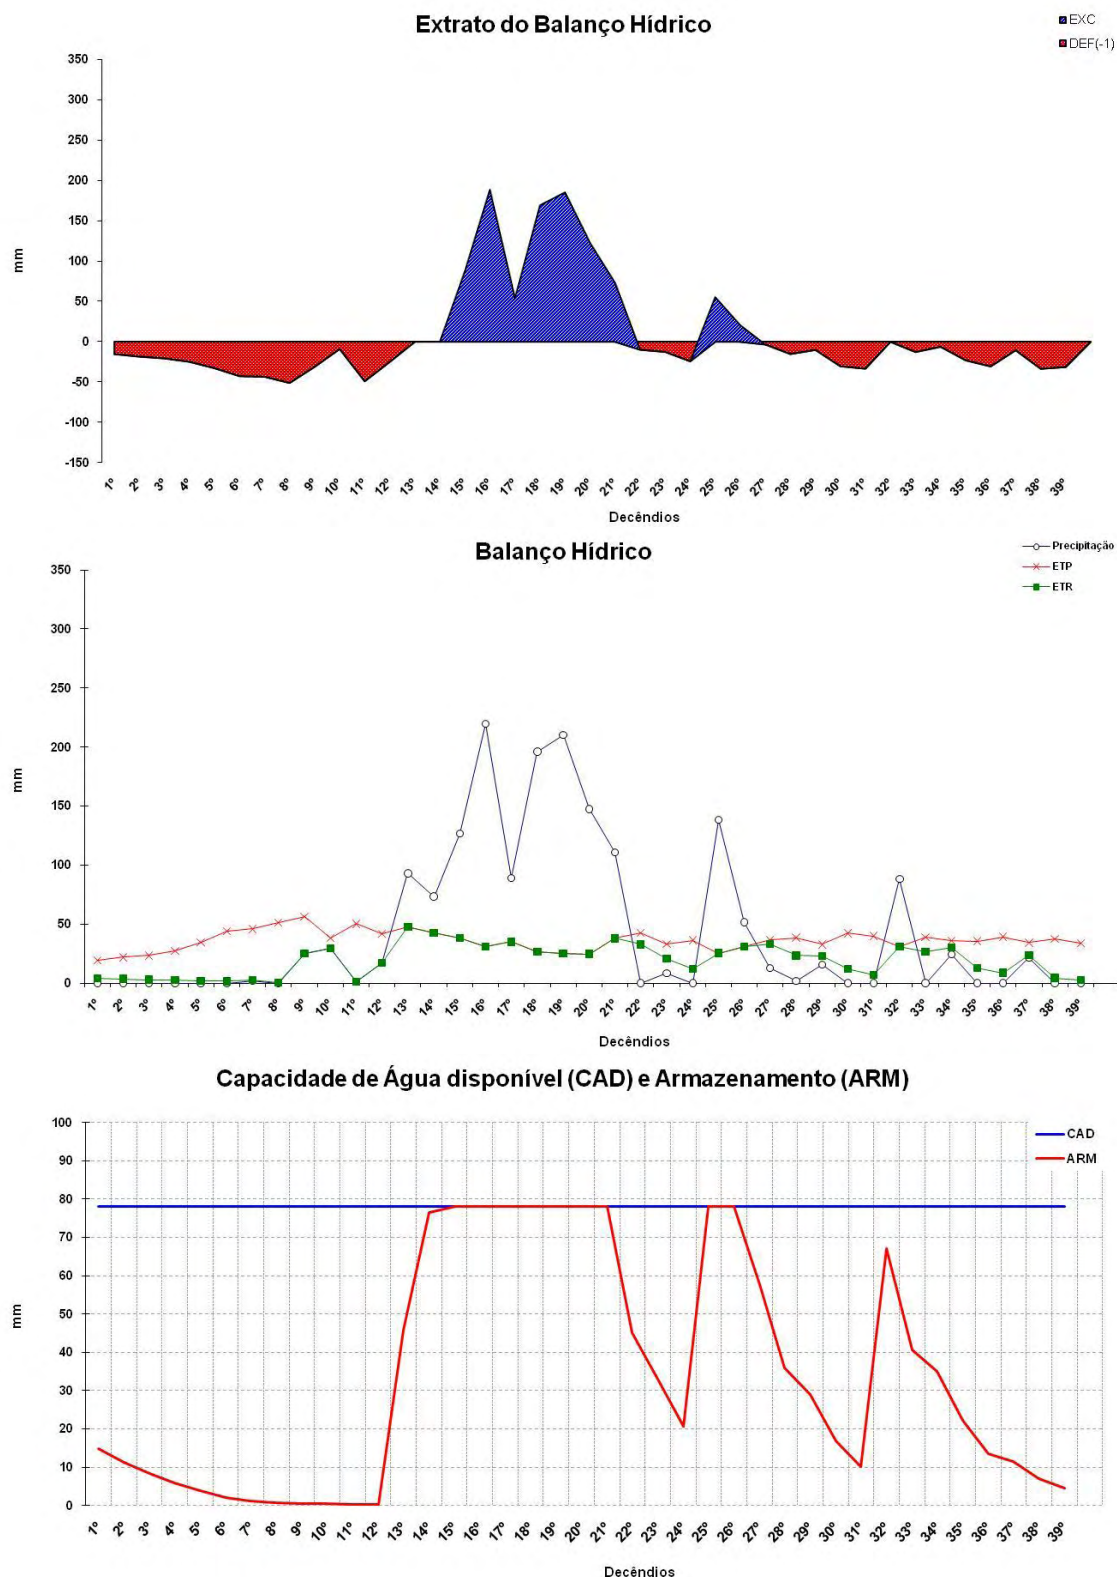 Extrato do Balanço Hídrico
EXC
DEF(-1)
350
300
250
200
150
100
50
0
-50
-100
-150
mm
1º 2º 3º 4º 5º 6º 7º 8º 9º 10º 11º 12º 13º 14º 15º 16º 17º 18º 19º 20º 21º 22º 23º 24º 25º 26º 27º 28º 29º 30º 31º 32º 33º 34º 35º 36º 37º 38º 39º
Decêndios
Balanço Hídrico
Precipitação
ETP
ETR
350
300
250
200
150
100
50
0
mm
1º 2º 3º 4º 5º 6º 7º 8º 9º 10º 11º 12º 13º 14º 15º 16º 17º 18º 19º 20º 21º 22º 23º 24º 25º 26º 27º 28º 29º 30º 31º 32º 33º 34º 35º 36º 37º 38º 39º
Decêndios
Capacidade de Água disponível (CAD) e Armazenamento (ARM)
CAD
ARM
100
90
80
70
60
50
40
30
20
10
0
mm
1º 2º 3º 4º 5º 6º 7º 8º 9º 10º 11º 12º 13º 14º 15º 16º 17º 18º 19º 20º 21º 22º 23º 24º 25º 26º 27º 28º 29º 30º 31º 32º 33º 34º 35º 36º 37º 38º 39º
Decêndios